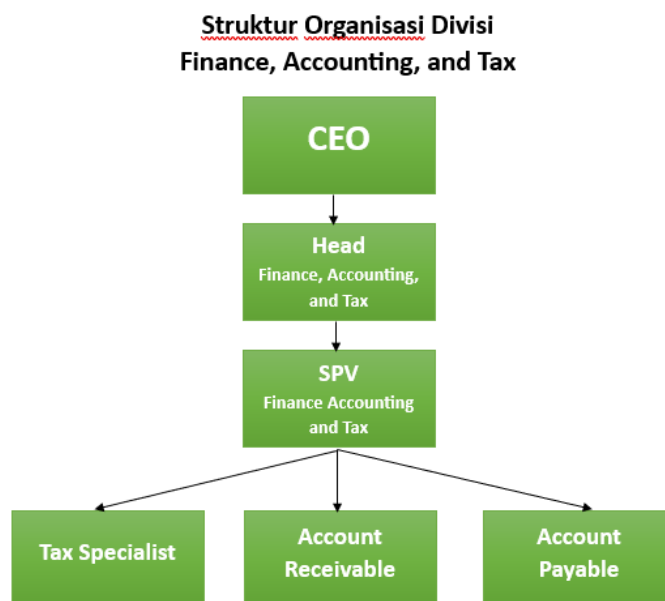 Struktur Organisasi Divisi
Finance, Accounting, and Tax
CEO
Head
Finance, Accounting,
and Tax
SPV
Finance Accounting
and Tax
Tax Specialist
Account
Receivable
Account
Payable